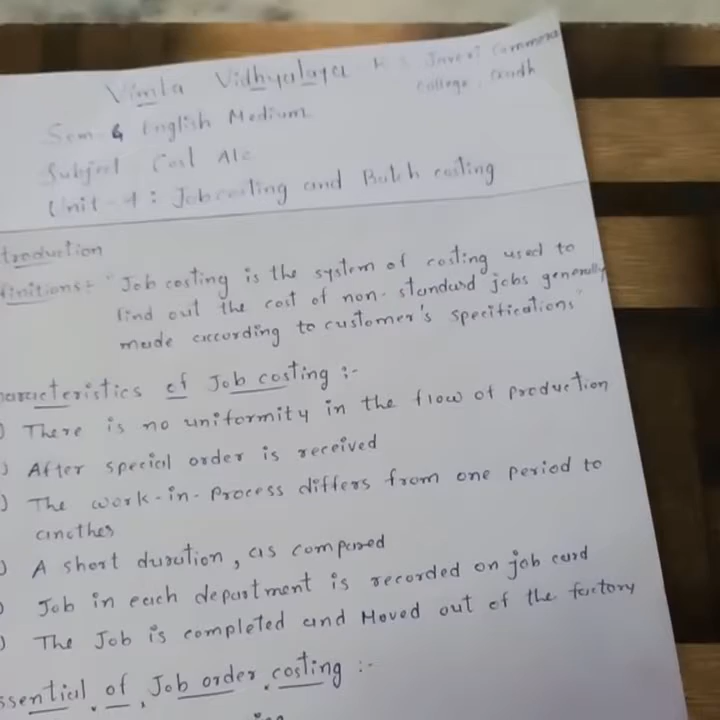 Vimla Vidhyalaya
Commerce
College,
Sem 6 English Medium
Subject Cost A/c
Unit-4: Job costing and Batch costing
troduction
finitions:- "Job costing is the system of costing used to
find out the cost of non-standard jobs generally
made according to customer's specifications"
aracteristics of Job costing :-
) There is no uniformity in the flow of production
) After special order is received
) The work-in-process differs from one period to
another
) A short duration, as compared
) Job in each department is recorded on job card
) The Job is completed and Moved out of the factory
ssential of Job order costing :-